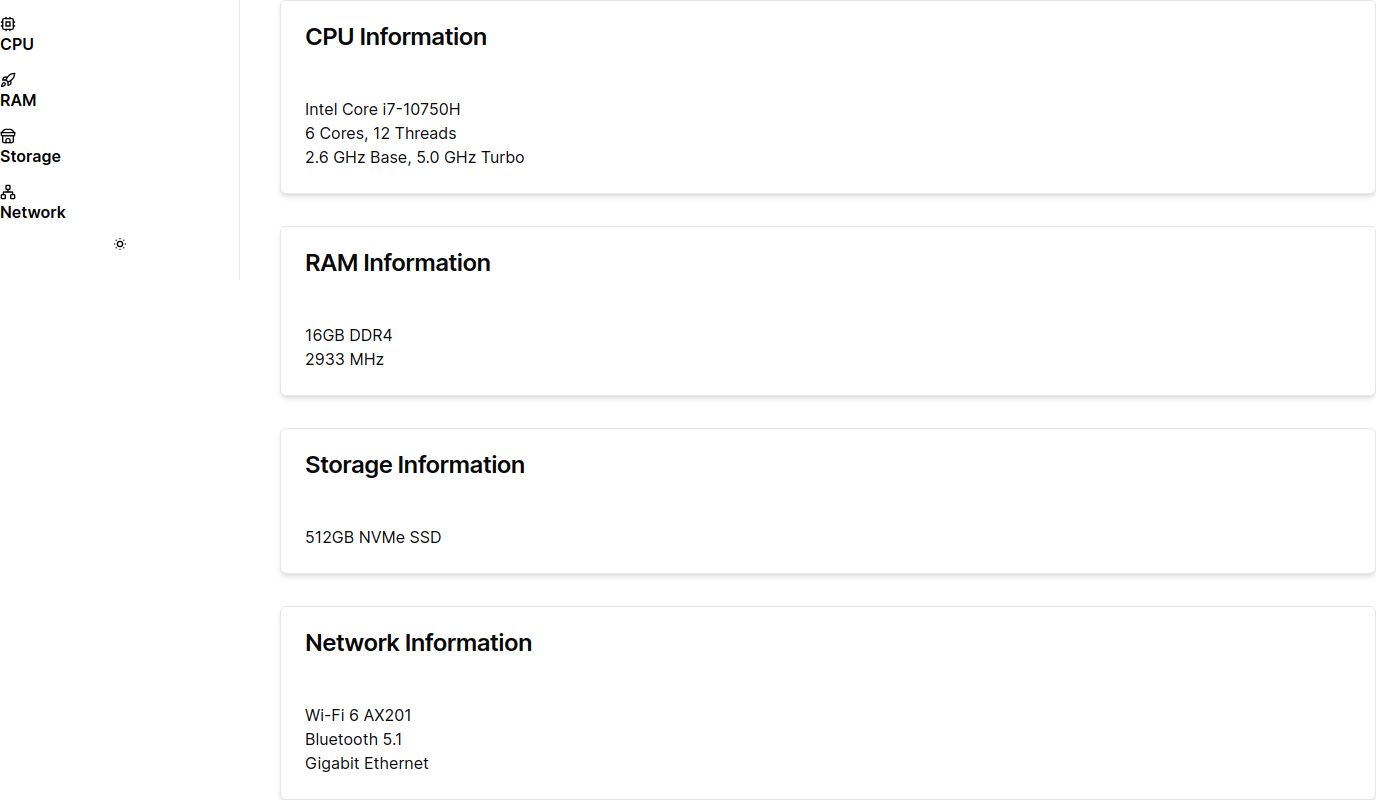 CPU
RAM
Storage
Network
CPU Information
Intel Core i7-10750H
6 Cores, 12 Threads
2.6 GHz Base, 5.0 GHz Turbo
RAM Information
16GB DDR4
2933 MHz
Storage Information
512GB NVMe SSD
Network Information
Wi-Fi 6 AX201
Bluetooth 5.1
Gigabit Ethernet